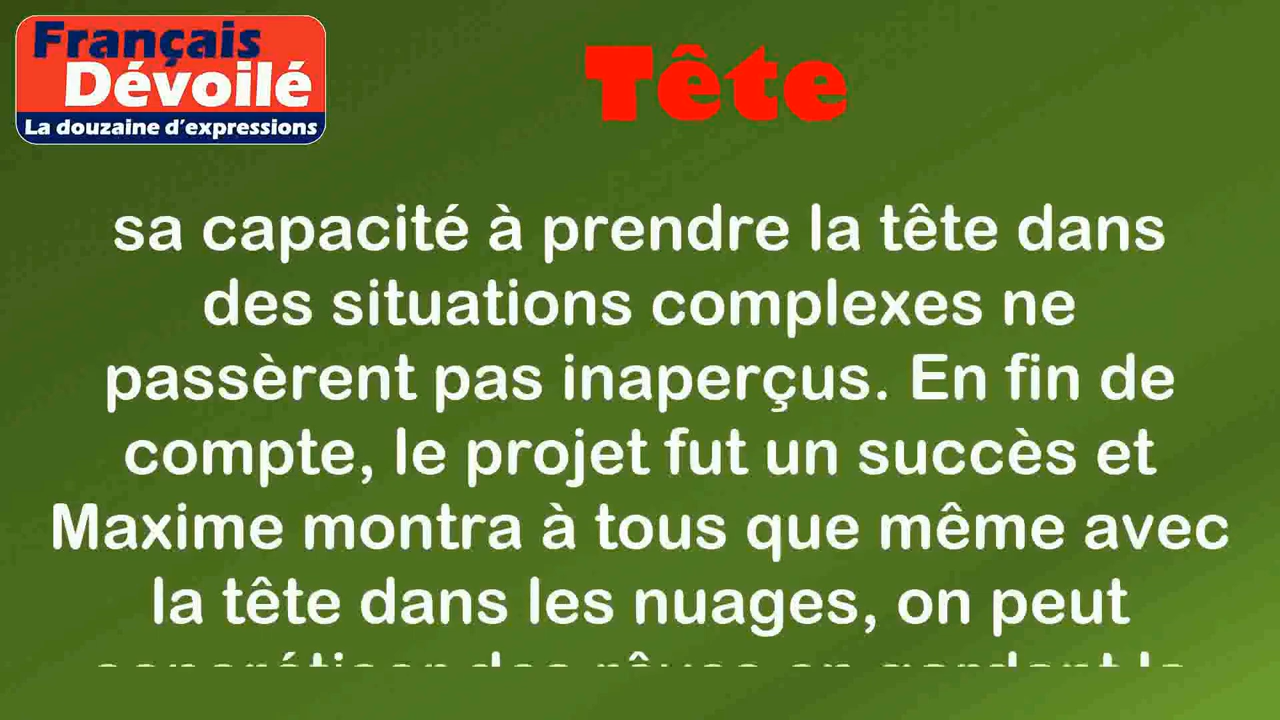 Français
Dévoilé
La douzaine d'expressions
Tête
sa capacité à prendre la tête dans
des situations complexes ne
passèrent pas inaperçus. En fin de
compte, le projet fut un succès et
Maxime montra à tous que même avec
la tête dans les nuages, on peut